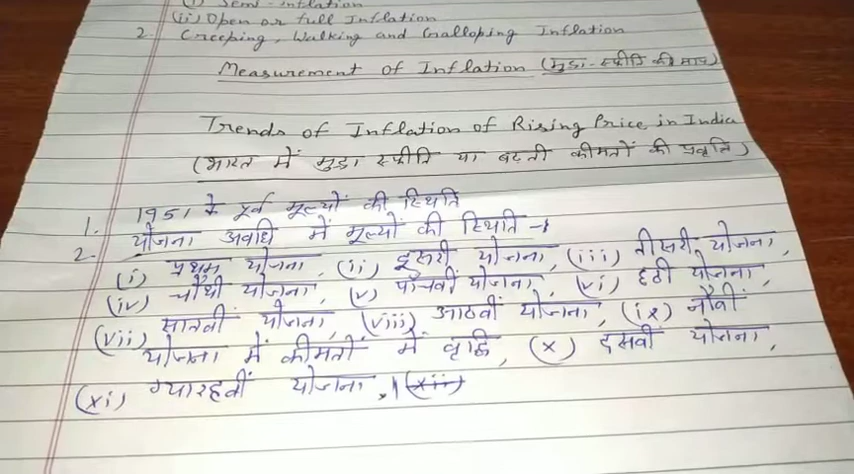 (i) Semi-inflation
(ii) Open or full Inflation
2. Creeping, Walking and Galloping Inflation
Measurement of Inflation (मुद्रा-स्फीति की माप)
Trends of Inflation of Rising Price in India
(भारत में मुद्रा स्फीति या बढ़ती कीमतों की प्रवृति)
1. 1951 के पूर्व मूल्यों की स्थिति
2. योजना अवधि में मूल्यों की स्थिति →
(i) प्रथम योजना, (ii) दूसरी योजना, (iii) तीसरी योजना,
(iv) चौथी योजना, (v) पाँचवीं योजना, (vi) छठी योजना,
(vii) सातवीं योजना, (viii) आठवीं योजना, (ix) नौवीं
योजना में कीमतों में वृद्धि, (x) दसवीं योजना,
(xi) ग्यारहवीं योजना, (xii)